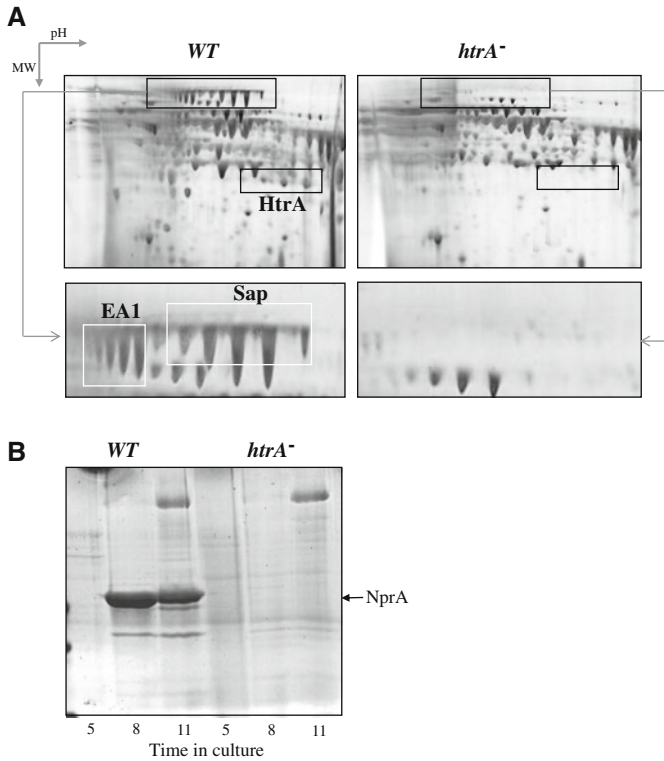 A
pH
MW
WT
htrA-
HtrA
EA1
Sap
B
WT
htrA-
NprA
5 8 11 5 8 11
Time in culture